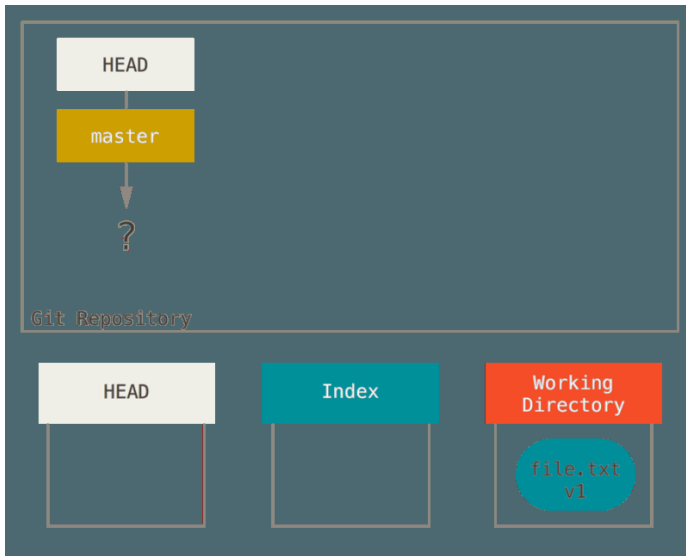 HEAD
master
?
Git Repository
HEAD
Index
Working
Directory
file.txt
v1